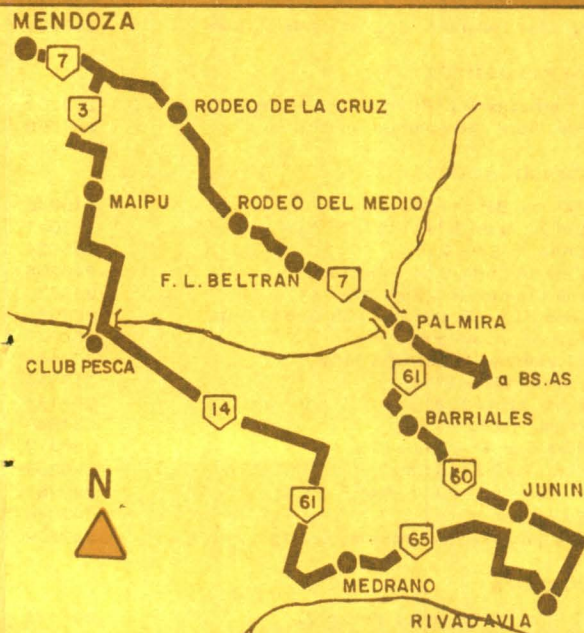 MENDOZA
7
3
RODEO DE LA CRUZ
MAIPU
RODEO DEL MEDIO
F. L. BELTRAN
7
PALMIRA
CLUB PESCA
61
a BS.AS
14
BARRIALES
60
N
61
JUNIN
65
MEDRANO
RIVADAVIA